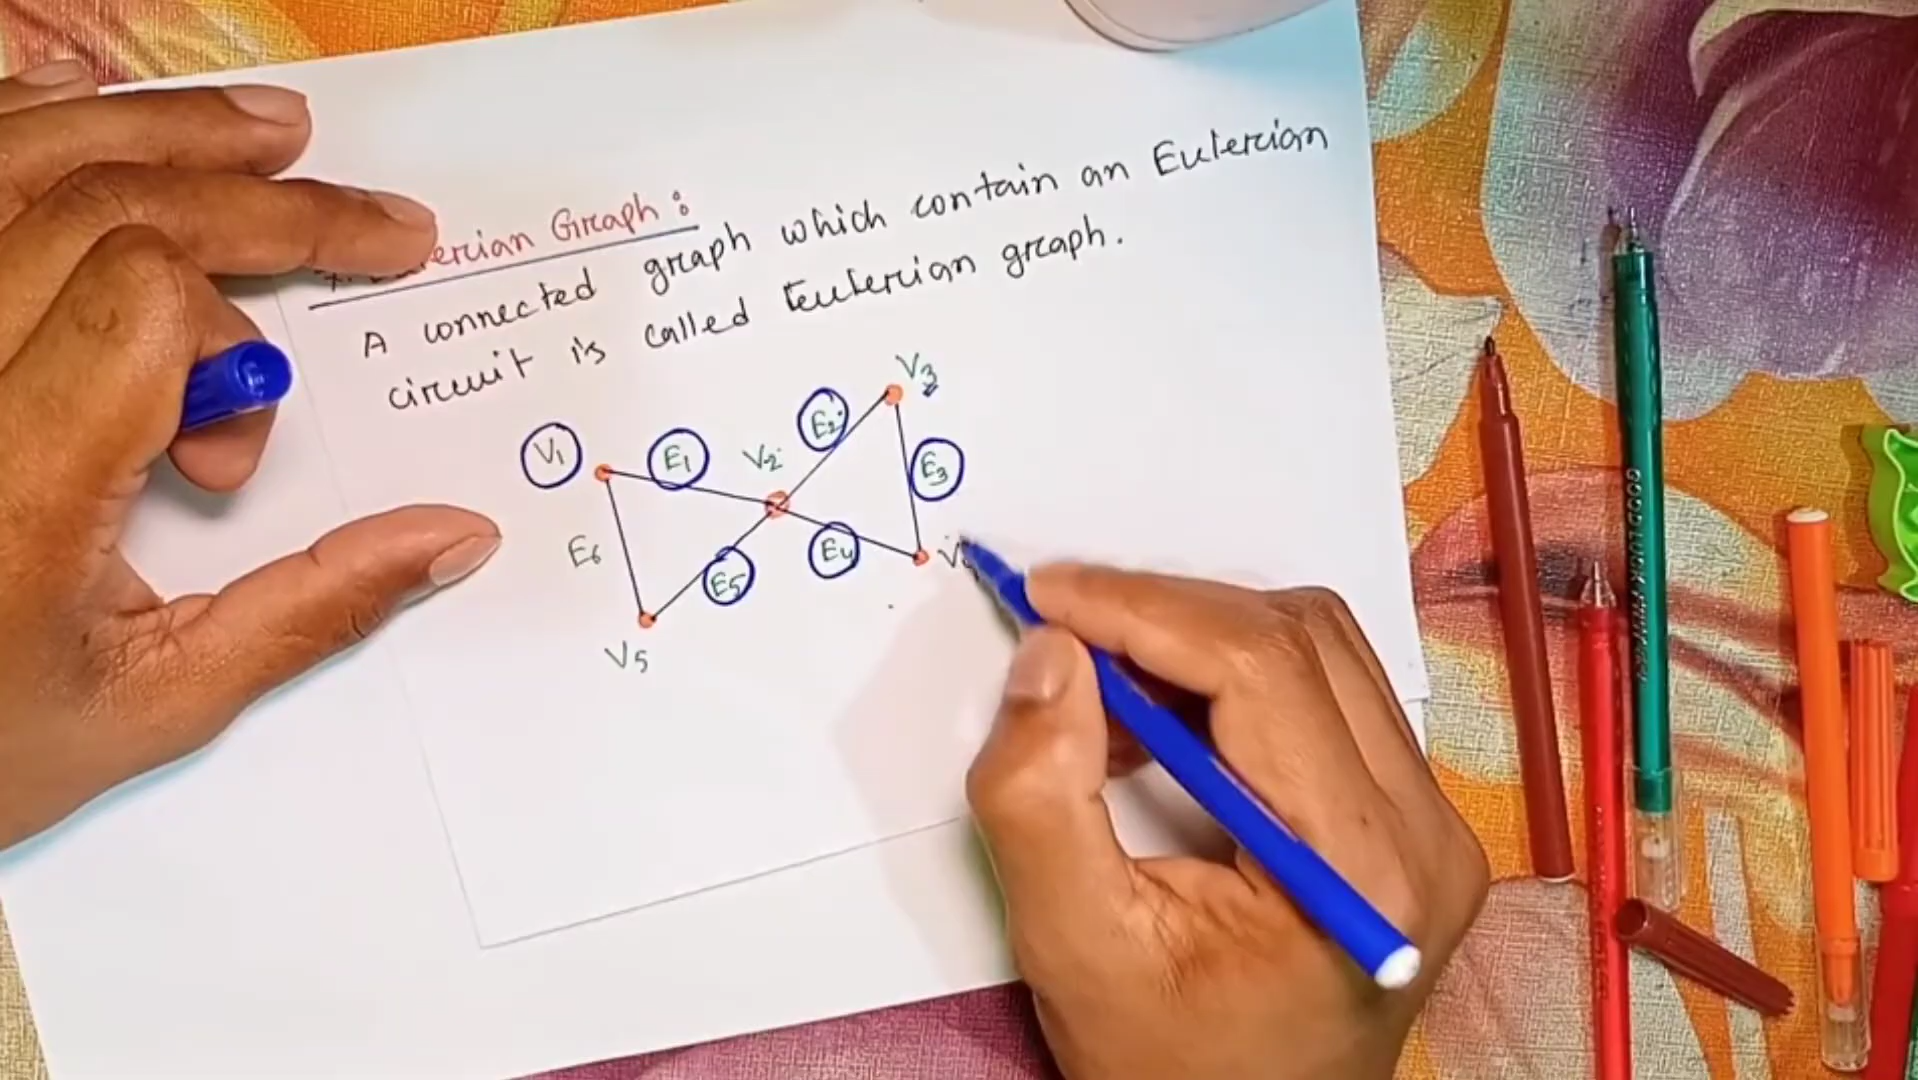 Graph :
A connected graph which contain an Eulerian
circuit is called Eulerian graph.
V3
E2
V1
E1
V2
E3
E6
E4
E5
V5